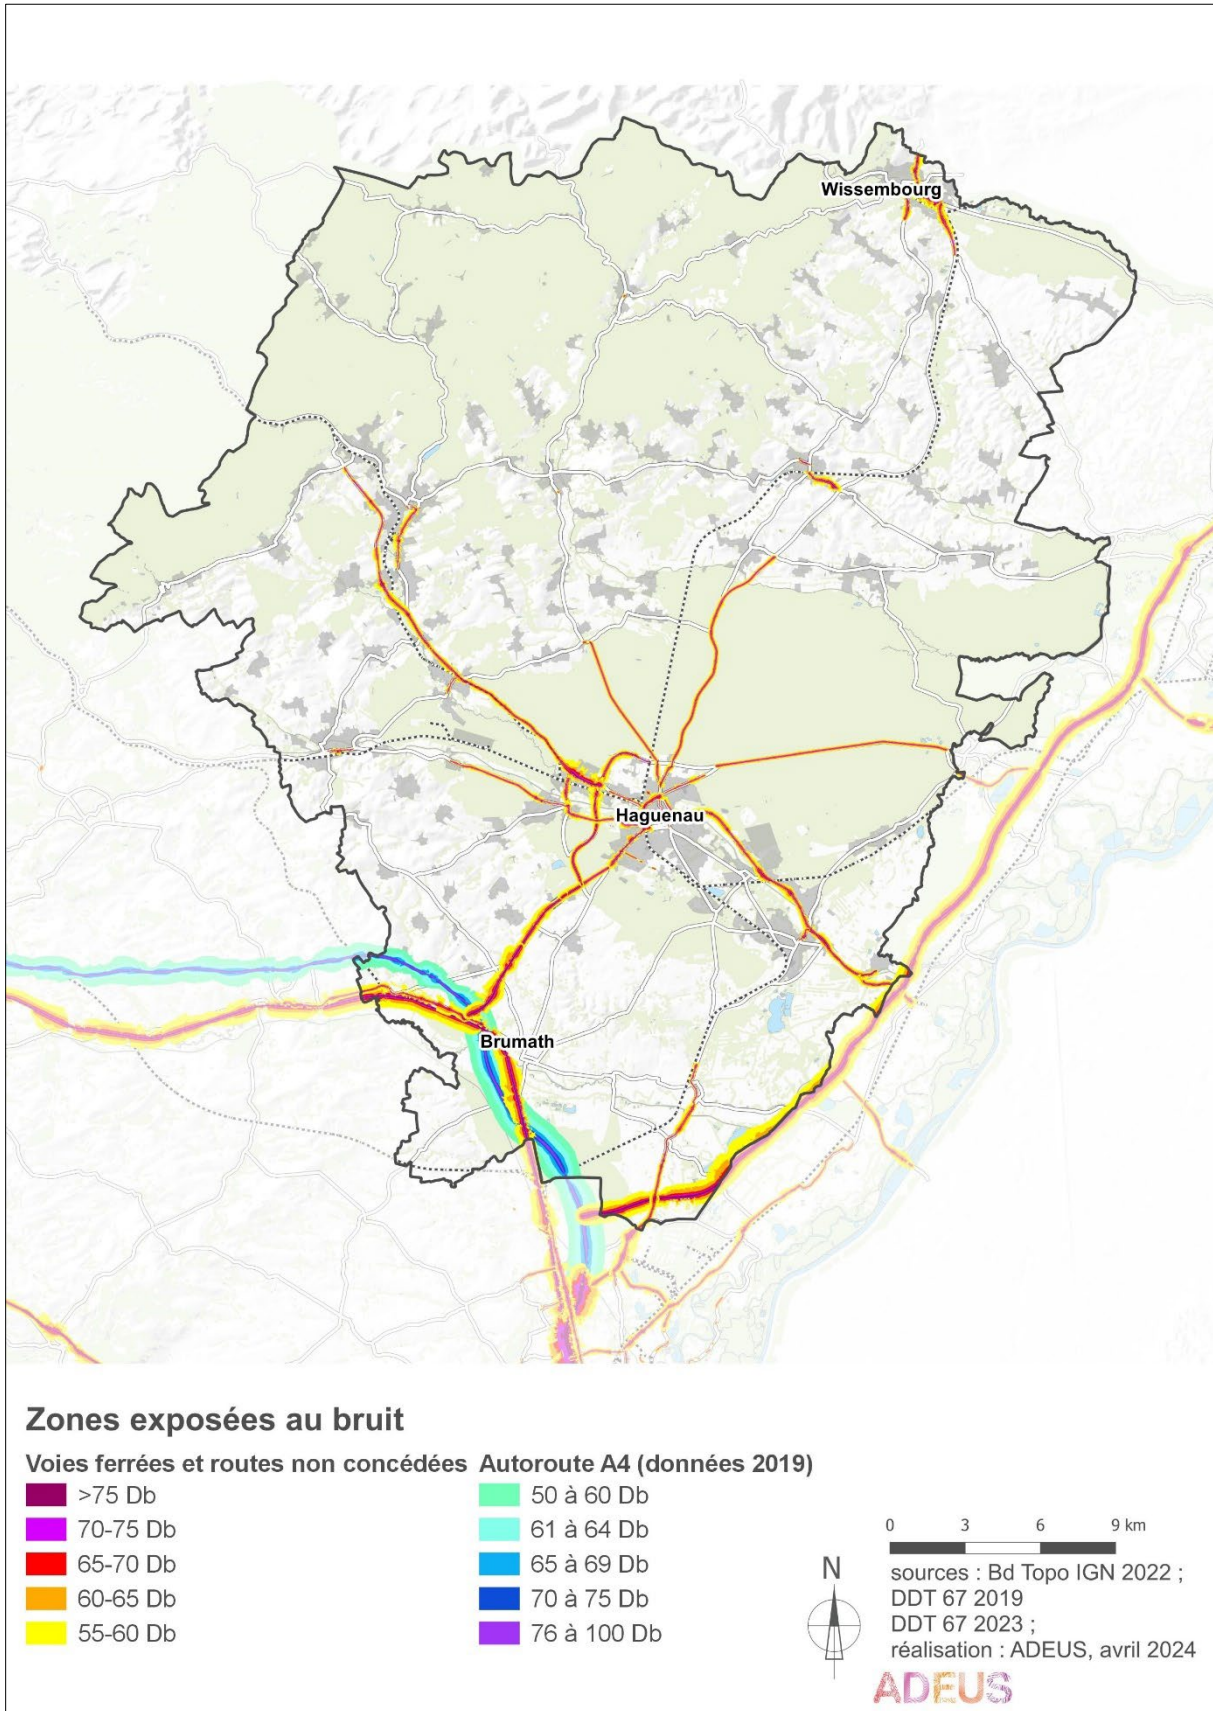 Wissembourg
Haguenau
Brumath
Zones exposées au bruit
Voies ferrées et routes non concédées
>75 Db
70-75 Db
65-70 Db
60-65 Db
55-60 Db
Autoroute A4 (données 2019)
50 à 60 Db
61 à 64 Db
65 à 69 Db
70 à 75 Db
76 à 100 Db
N
0 3 6 9 km
sources : Bd Topo IGN 2022 ;
DDT 67 2019
DDT 67 2023 ;
réalisation : ADEUS, avril 2024
ADEUS